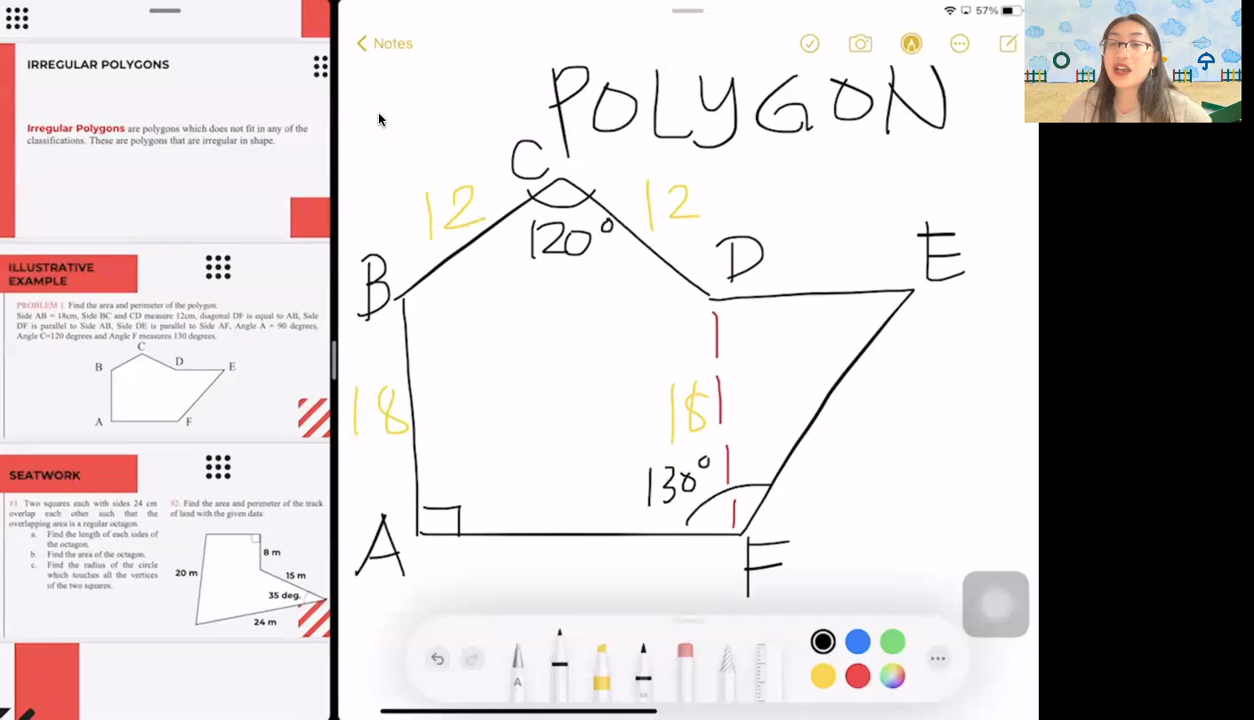 IRREGULAR POLYGONS
Irregular Polygons are polygons which does not fit in any of the
classifications. These are polygons that are irregular in shape.
ILLUSTRATIVE
EXAMPLE
PROBLEM 1. Find the area and perimeter of the polygon.
Side AB = 18cm, Side BC and CD measure 12cm, diagonal DF is equal to AB, Side
DF is parallel to Side AB, Side DE is parallel to Side AF, Angle A = 90 degrees,
Angle C=120 degrees and Angle F measures 130 degrees.
C
B
D
E
A
F
SEATWORK
#1. Two squares each with sides 24 cm
overlap each other such that the
overlapping area is a regular octagon.
a. Find the length of each sides of
the octagon.
b. Find the area of the octagon.
c. Find the radius of the circle
which touches all the vertices
of the two squares.
#2. Find the area and perimeter of the track
of land with the given data:
8 m
20 m
15 m
35 deg.
24 m
57%
Notes
POLYGON
C
12
12
120°
B
D
E
18
18
130°
A
F
A